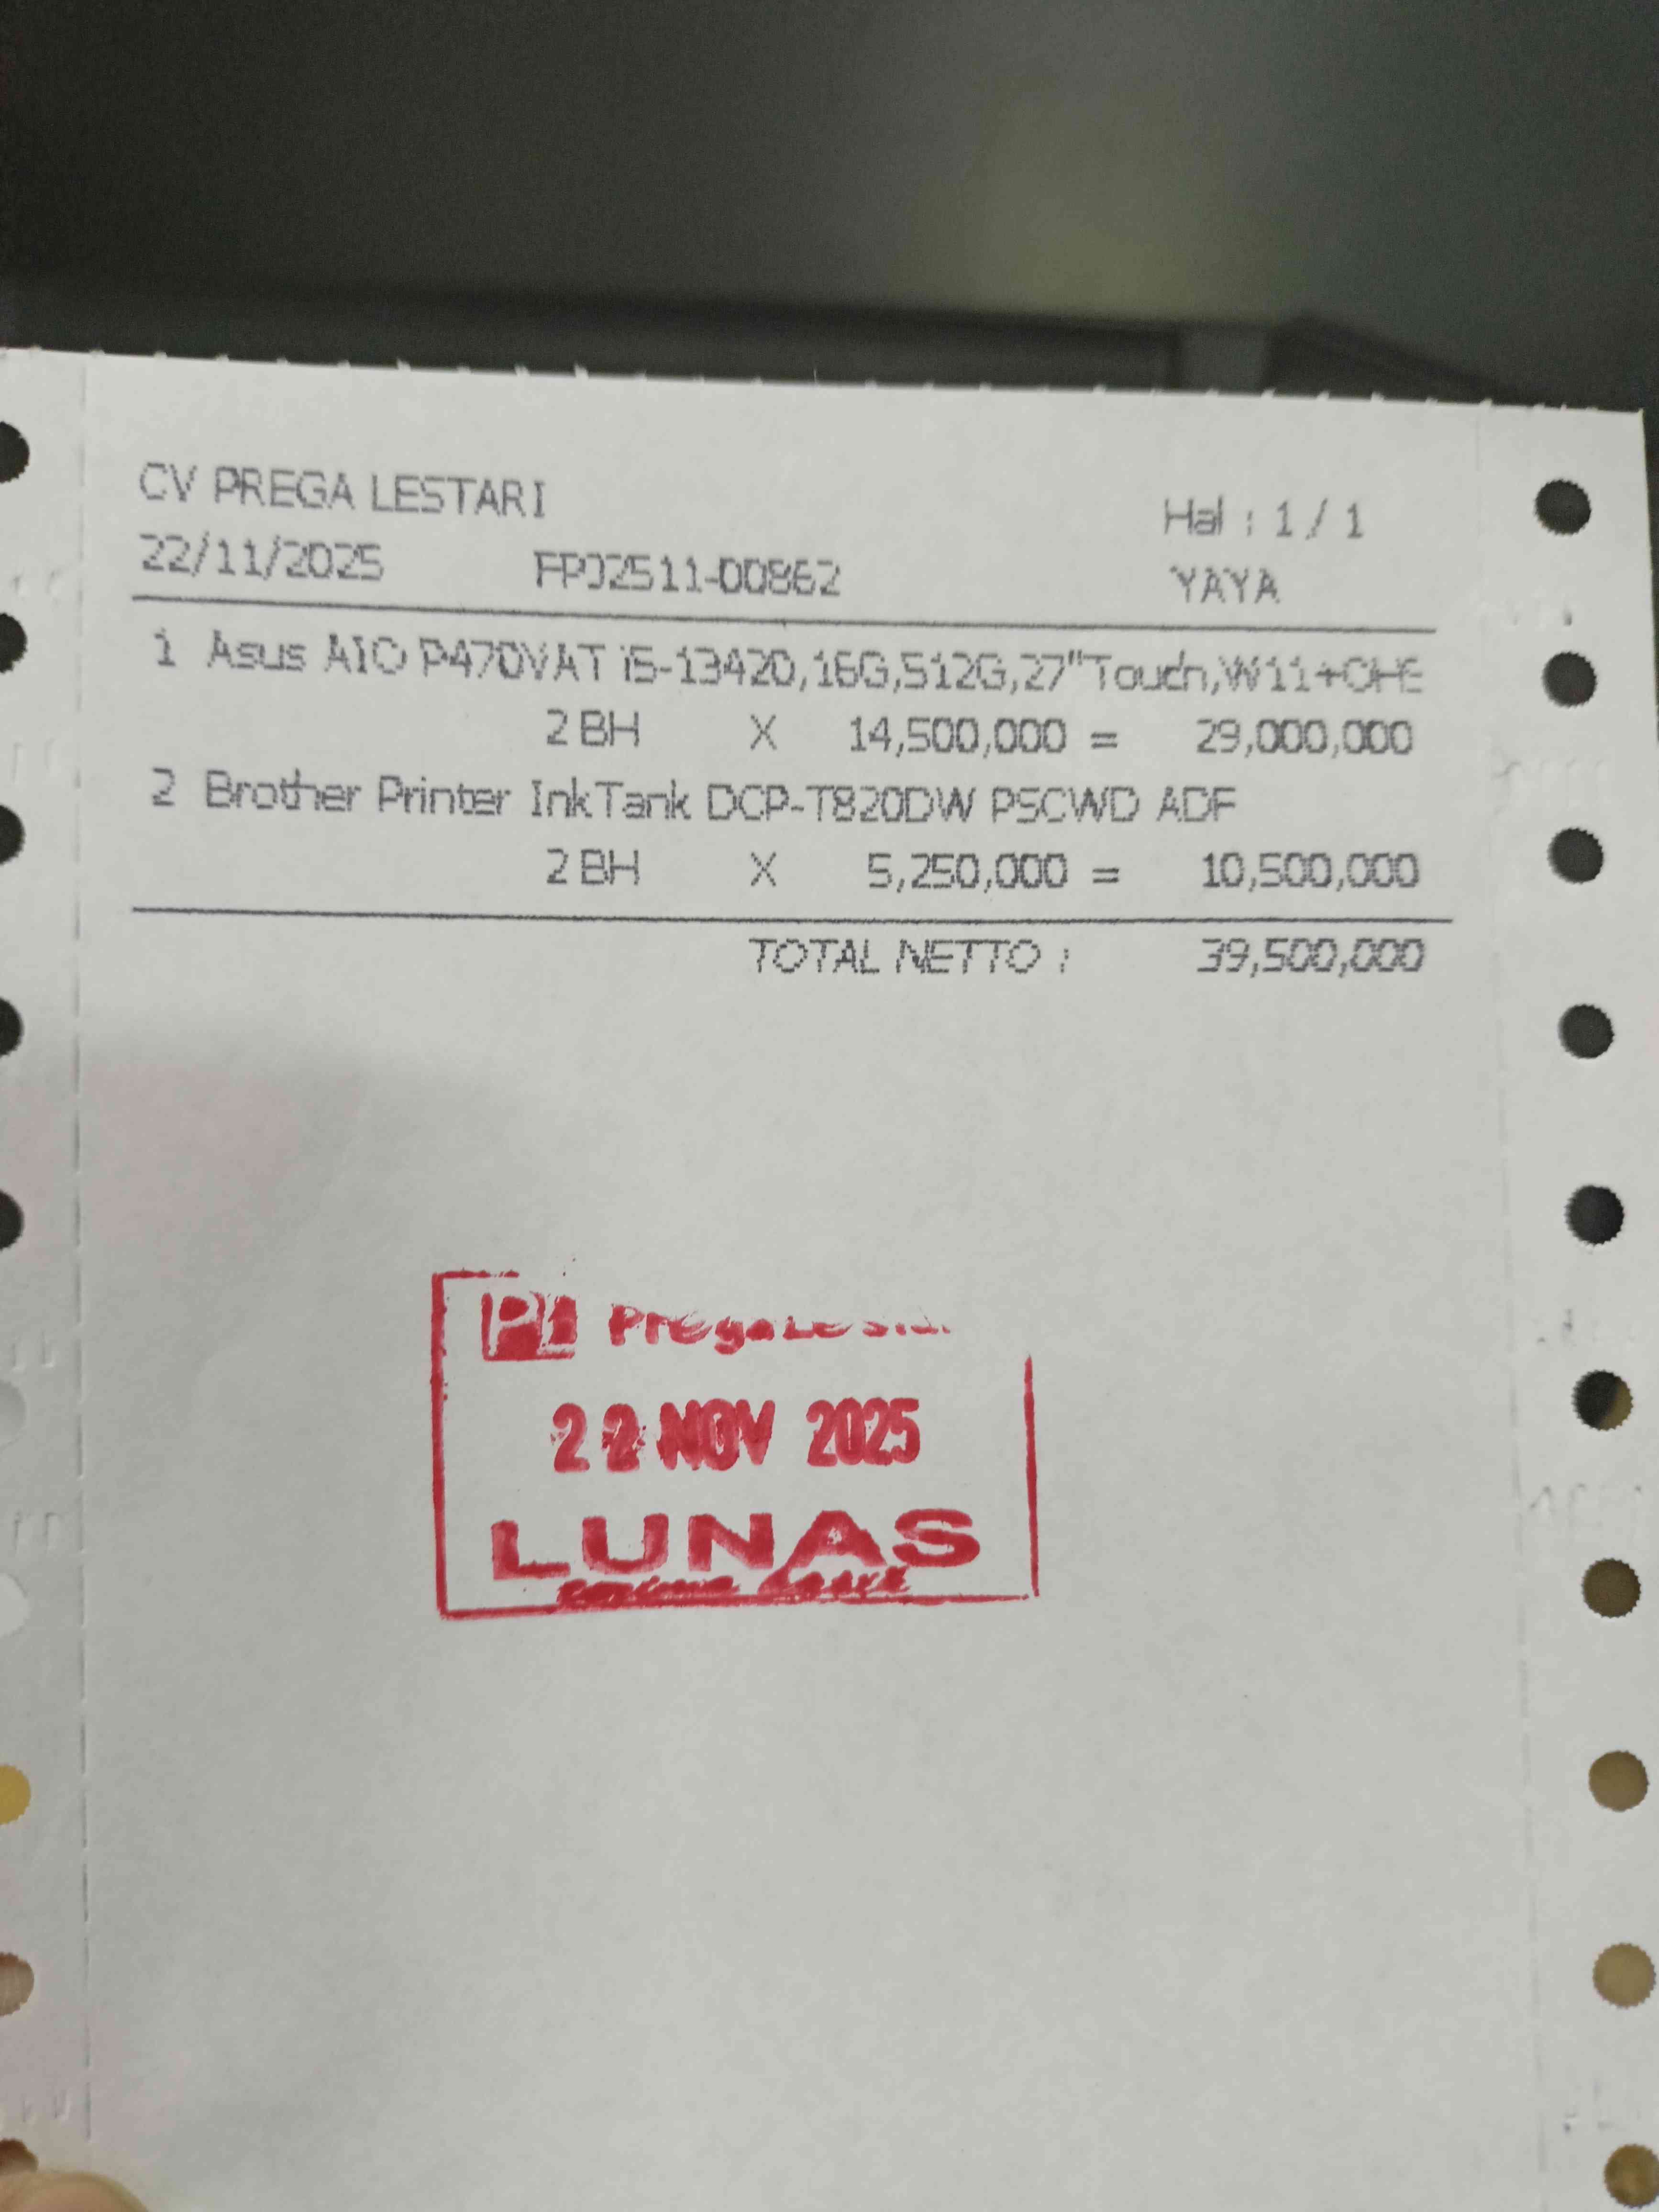 CV PREGA LESTARI
Hal : 1 / 1
22/11/2025 FPJ2511-00862 YAYA
1 Asus AIO P470VAT i5-13420,16G,512G,27"Touch,W11+OHS
2 BH X 14,500,000 = 29,000,000
2 Brother Printer InkTank DCP-T820DW PSCWD ADF
2 BH X 5,250,000 = 10,500,000
TOTAL NETTO : 39,500,000
PL PregaLestari
22 NOV 2025
LUNAS